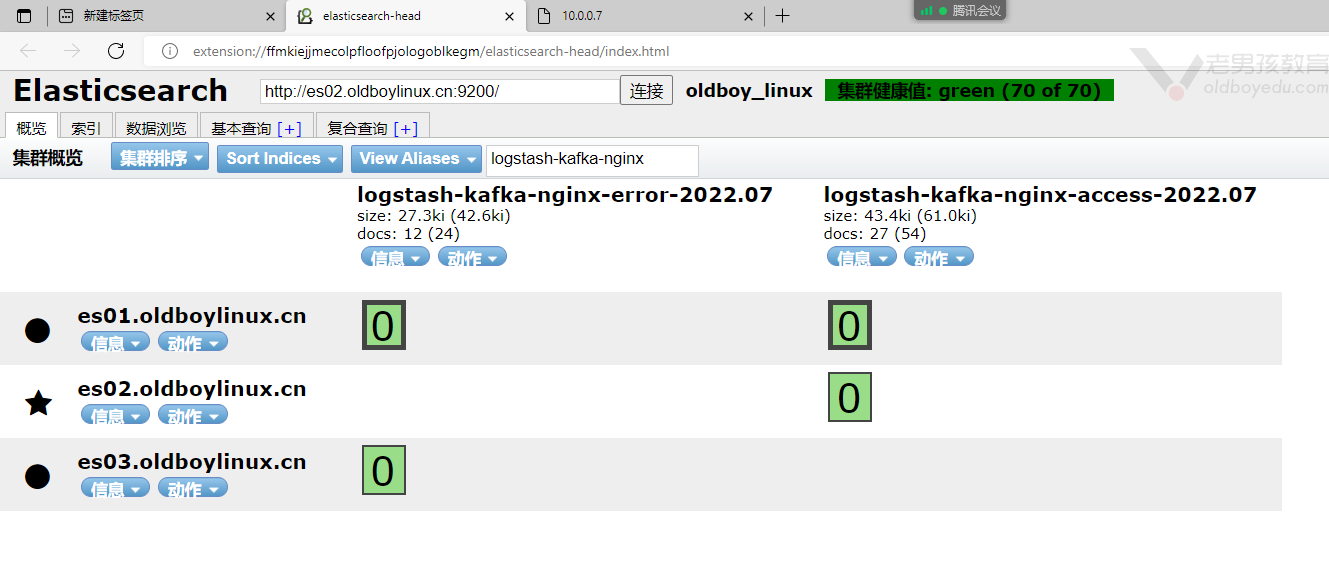 新建标签页
elasticsearch-head
10.0.0.7
腾讯会议
extension://ffmkiejjmecolpfloofpjologoblkegm/elasticsearch-head/index.html
老男孩教育
oldboyedu.com
Elasticsearch
http://es02.oldboylinux.cn:9200/
连接
oldboy_linux
集群健康值: green (70 of 70)
概览 索引 数据浏览 基本查询 [+] 复合查询 [+]
集群概览 集群排序 Sort Indices View Aliases logstash-kafka-nginx
logstash-kafka-nginx-error-2022.07
size: 27.3ki (42.6ki)
docs: 12 (24)
信息 动作
logstash-kafka-nginx-access-2022.07
size: 43.4ki (61.0ki)
docs: 27 (54)
信息 动作
es01.oldboylinux.cn
信息 动作
0 0
es02.oldboylinux.cn
信息 动作
0
es03.oldboylinux.cn
信息 动作
0